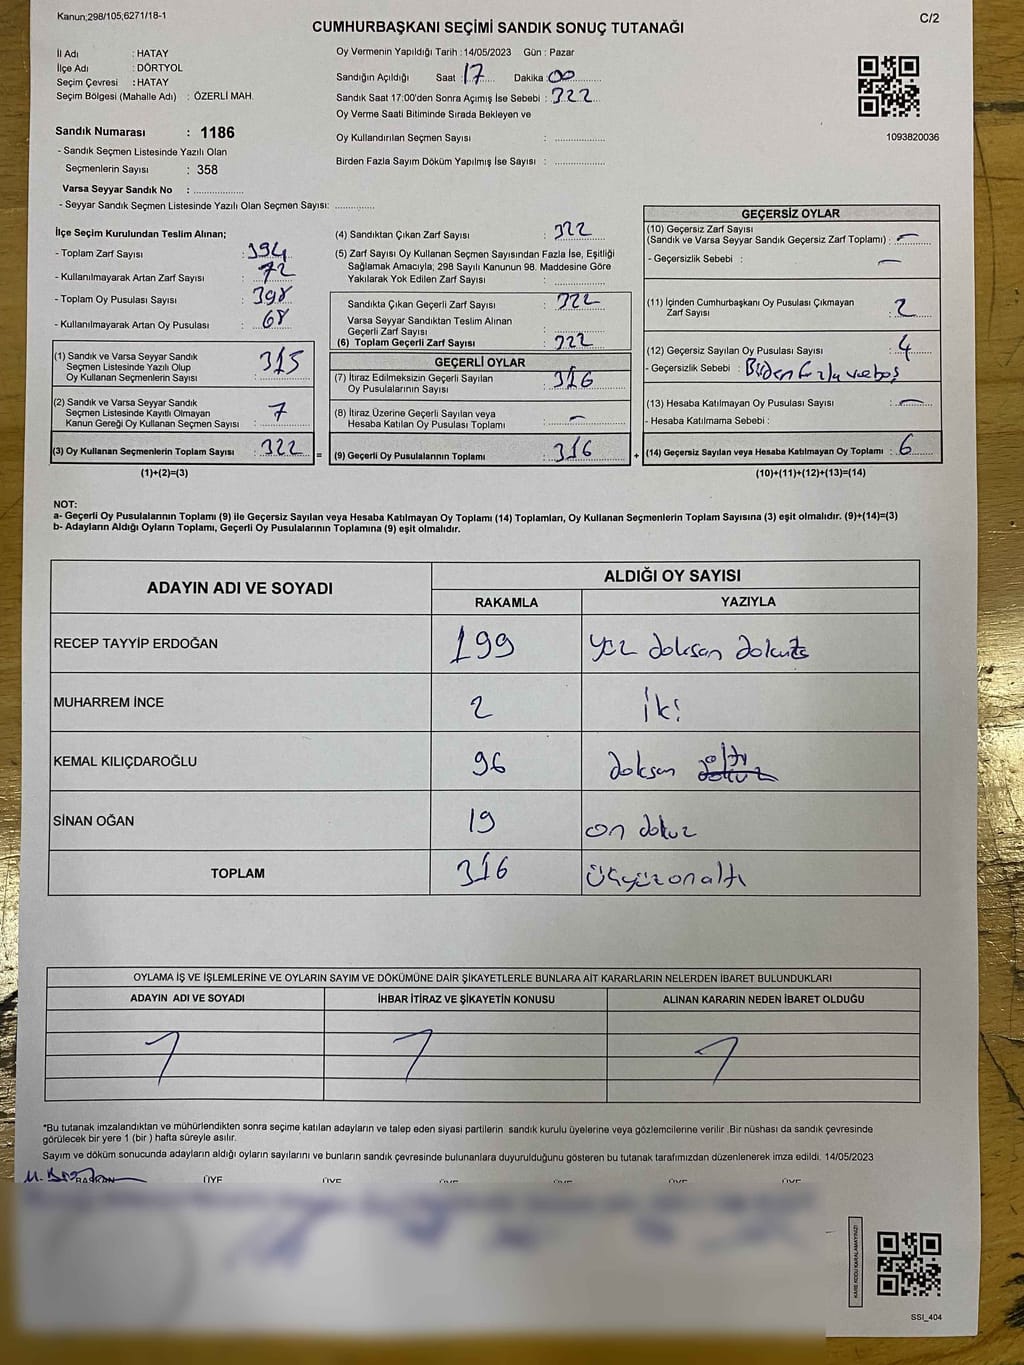 Kanun;298/105;6271/18-1
C/2
CUMHURBAŞKANI SEÇİMİ SANDIK SONUÇ TUTANAĞI
İl Adı : HATAY
İlçe Adı : DÖRTYOL
Seçim Çevresi : HATAY
Seçim Bölgesi (Mahalle Adı) : ÖZERLİ MAH.
Sandık Numarası : 1186
- Sandık Seçmen Listesinde Yazılı Olan
Seçmenlerin Sayısı : 358
Varsa Seyyar Sandık No : ....................
- Seyyar Sandık Seçmen Listesinde Yazılı Olan Seçmen Sayısı: ...............
Oy Vermenin Yapıldığı Tarih :14/05/2023 Gün : Pazar
Sandığın Açıldığı Saat :17 Dakika :00
Sandık Saat 17:00'den Sonra Açımış İse Sebebi : 322
Oy Verme Saati Bitiminde Sırada Bekleyen ve
Oy Kullandırılan Seçmen Sayısı : ....................
Birden Fazla Sayım Döküm Yapılmış İse Sayısı : ....................
1093820036
İlçe Seçim Kurulundan Teslim Alınan;
- Toplam Zarf Sayısı : 394
- Kullanılmayarak Artan Zarf Sayısı : 72
- Toplam Oy Pusulası Sayısı : 398
- Kullanılmayarak Artan Oy Pusulası : 68
(1) Sandık ve Varsa Seyyar Sandık
Seçmen Listesinde Yazılı Olup
Oy Kullanan Seçmenlerin Sayısı : 315
(2) Sandık ve Varsa Seyyar Sandık
Seçmen Listesinde Kayıtlı Olmayan
Kanun Gereği Oy Kullanan Seçmen Sayısı : 7
(3) Oy Kullanan Seçmenlerin Toplam Sayısı : 322
(1)+(2)=(3)
=
(4) Sandıktan Çıkan Zarf Sayısı : 322
(5) Zarf Sayısı Oy Kullanan Seçmen Sayısından Fazla İse, Eşitliği
Sağlamak Amacıyla; 298 Sayılı Kanunun 98. Maddesine Göre
Yakılarak Yok Edilen Zarf Sayısı : ....................
Sandıkta Çıkan Geçerli Zarf Sayısı : 322
Varsa Seyyar Sandıktan Teslim Alınan
Geçerli Zarf Sayısı : ....................
(6) Toplam Geçerli Zarf Sayısı : 322
GEÇERLİ OYLAR
(7) İtiraz Edilmeksizin Geçerli Sayılan
Oy Pusulasının Sayısı : 316
(8) İtiraz Üzerine Geçerli Sayılan veya
Hesaba Katılan Oy Pusulası Toplamı : —
(9) Geçerli Oy Pusulalarının Toplamı : 316
+
GEÇERSİZ OYLAR
(10) Geçersiz Zarf Sayısı
(Sandık ve Varsa Seyyar Sandık Geçersiz Zarf Toplamı) : —
- Geçersizlik Sebebi : —
(11) İçinden Cumhurbaşkanı Oy Pusulası Çıkmayan
Zarf Sayısı : 2
(12) Geçersiz Sayılan Oy Pusulası Sayısı : 4
- Geçersizlik Sebebi : Birden fazla ve boş
(13) Hesaba Katılmayan Oy Pusulası Sayısı : —
- Hesaba Katılmama Sebebi :
(14) Geçersiz Sayılan veya Hesaba Katılmayan Oy Toplamı : 6
(10)+(11)+(12)+(13)=(14)
NOT:
a- Geçerli Oy Pusulalarının Toplamı (9) ile Geçersiz Sayılan veya Hesaba Katılmayan Oy Toplamı (14) Toplamları, Oy Kullanan Seçmenlerin Toplam Sayısına (3) eşit olmalıdır. (9)+(14)=(3)
b- Adayların Aldığı Oyların Toplamı, Geçerli Oy Pusulalarının Toplamına (9) eşit olmalıdır.
ADAYIN ADI VE SOYADI
ALDIĞI OY SAYISI
RAKAMLA YAZIYLA
RECEP TAYYİP ERDOĞAN 199 yüz doksan dokuz
MUHARREM İNCE 2 iki
KEMAL KILIÇDAROĞLU 96 doksan altı dokuz
SİNAN OĞAN 19 on dokuz
TOPLAM 316 üçyüzonaltı
OYLAMA İŞ VE İŞLEMLERİNE VE OYLARIN SAYIM VE DÖKÜMÜNE DAİR ŞİKAYETLERLE BUNLARA AİT KARARLARIN NELERDEN İBARET BULUNDUKLARI
ADAYIN ADI VE SOYADI İHBAR İTİRAZ VE ŞİKAYETİN KONUSU ALINAN KARARIN NEDEN İBARET OLDUĞU
*Bu tutanak imzalandıktan ve mühürlendikten sonra seçime katılan adayların ve talep eden siyasi partilerin sandık kurulu üyelerine veya gözlemcilerine verilir .Bir nüshası da sandık çevresinde
görülecek bir yere 1 (bir ) hafta süreyle asılır.
Sayım ve döküm sonucunda adayların aldığı oyların sayılarını ve bunların sandık çevresinde bulunanlara duyurulduğunu gösteren bu tutanak tarafımızdan düzenlenerek imza edildi. 14/05/2023
BAŞKAN ÜYE ÜYE ÜYE ÜYE ÜYE ÜYE
KARE KODU KARALAMAYINIZ!
SSI_404